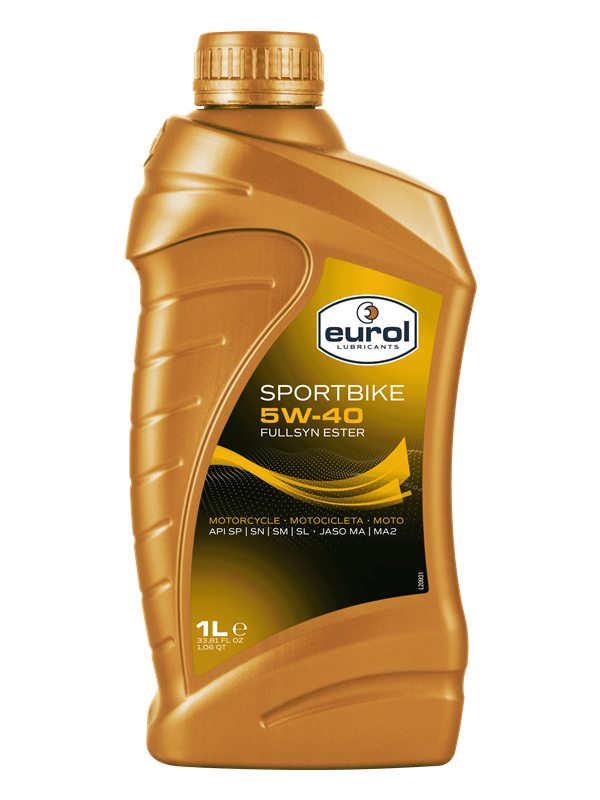 eurol
LUBRICANTS
SPORTBIKE
5W-40
FULLSYN ESTER
MOTORCYCLE · MOTOCICLETA · MOTO
API SP | SN | SM | SL · JASO MA | MA2
L20931
1L ℮
33,81 FL OZ
1,06 QT